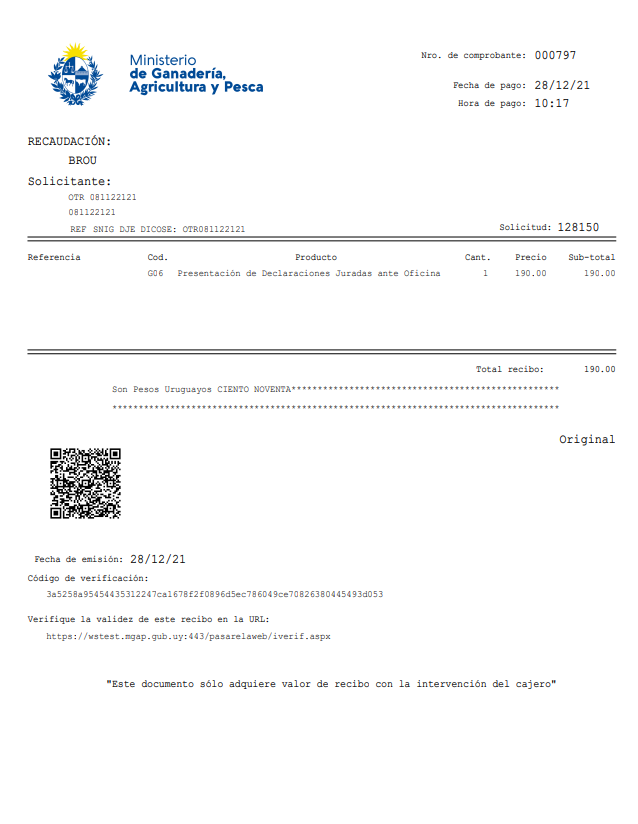 Ministerio
de Ganadería,
Agricultura y Pesca
Nro. de comprobante: 000797
Fecha de pago: 28/12/21
Hora de pago: 10:17
RECAUDACIÓN:
BROU
Solicitante:
OTR 081122121
081122121
REF SNIG DJE DICOSE: OTR081122121
Solicitud: 128150
Referencia Cod. Producto Cant. Precio Sub-total
G06 Presentación de Declaraciones Juradas ante Oficina 1 190.00 190.00
Total recibo: 190.00
Son Pesos Uruguayos CIENTO NOVENTA***************************************************
*************************************************************************************
Original
Fecha de emisión: 28/12/21
Código de verificación:
3a5258a95454435312247ca1678f2f0896d5ec786049ce70826380445493d053
Verifique la validez de este recibo en la URL:
https://wstest.mgap.gub.uy:443/pasarelaweb/iverif.aspx
"Este documento sólo adquiere valor de recibo con la intervención del cajero"